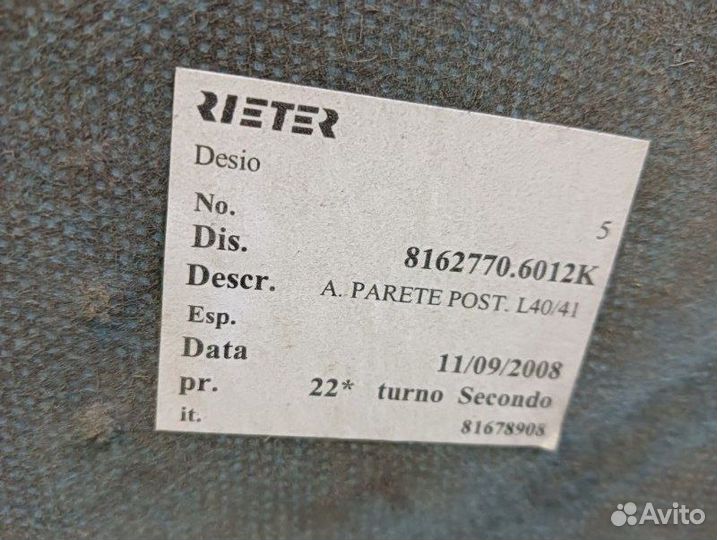 RIETER
Desio
No. 5
Dis. 8162770.6012K
Descr. A. PARETE POST. L40/41
Esp.
Data 11/09/2008
pr. 22* turno Secondo
it. 81678908
Avito